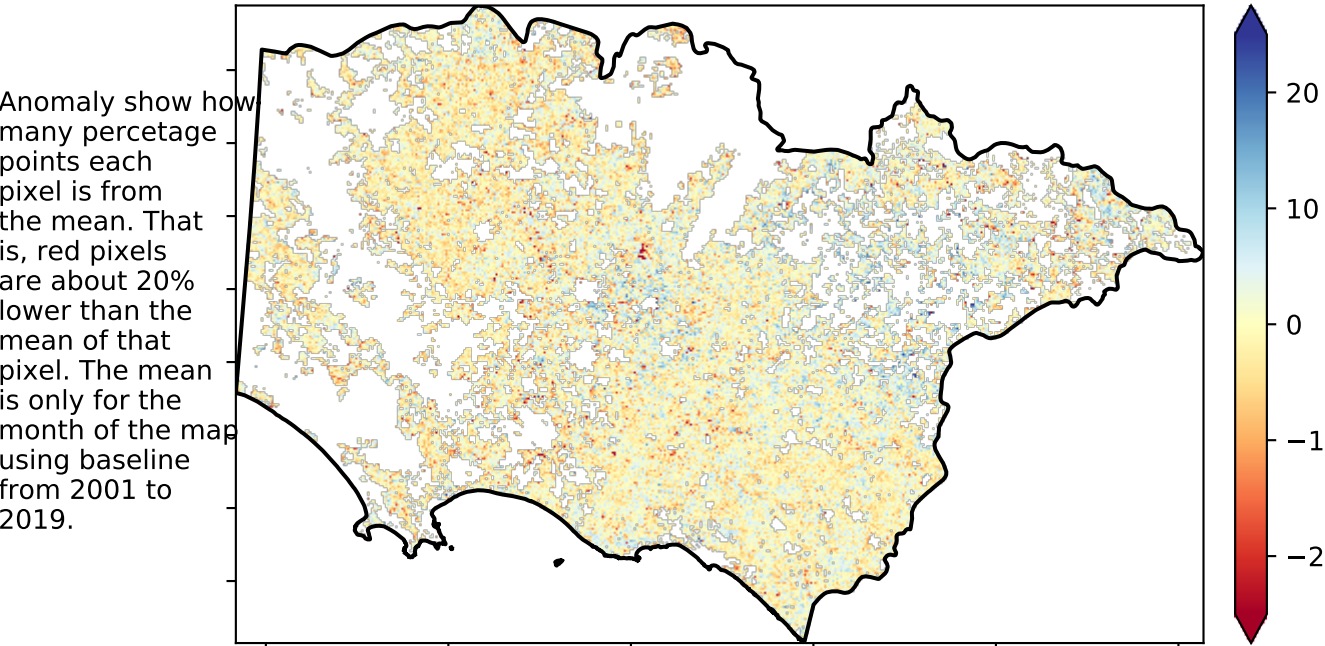 Anomaly show how
many percetage
points each
pixel is from
the mean. That
is, red pixels
are about 20%
lower than the
mean of that
pixel. The mean
is only for the
month of the map
using baseline
from 2001 to
2019.
20
10
0
−1
−2